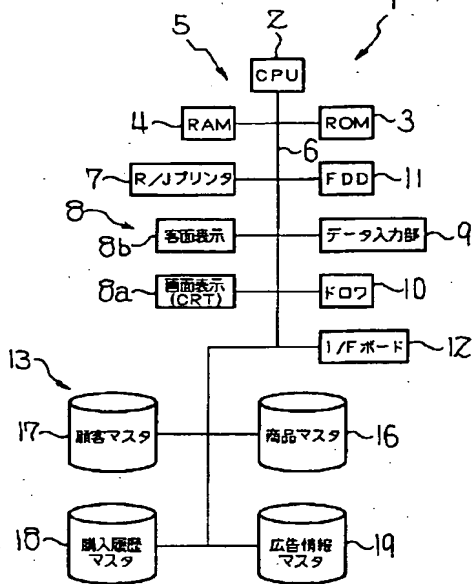 1
5
2
CPU
4
RAM
ROM
3
6
7
R/Jプリンタ
FDD
11
8
8b
客面表示
データ入力部
9
8a
画面表示
(CRT)
ドロワ
10
I/Fボード
12
13
17
顧客マスタ
商品マスタ
16
18
購入履歴
マスタ
広告情報
マスタ
19